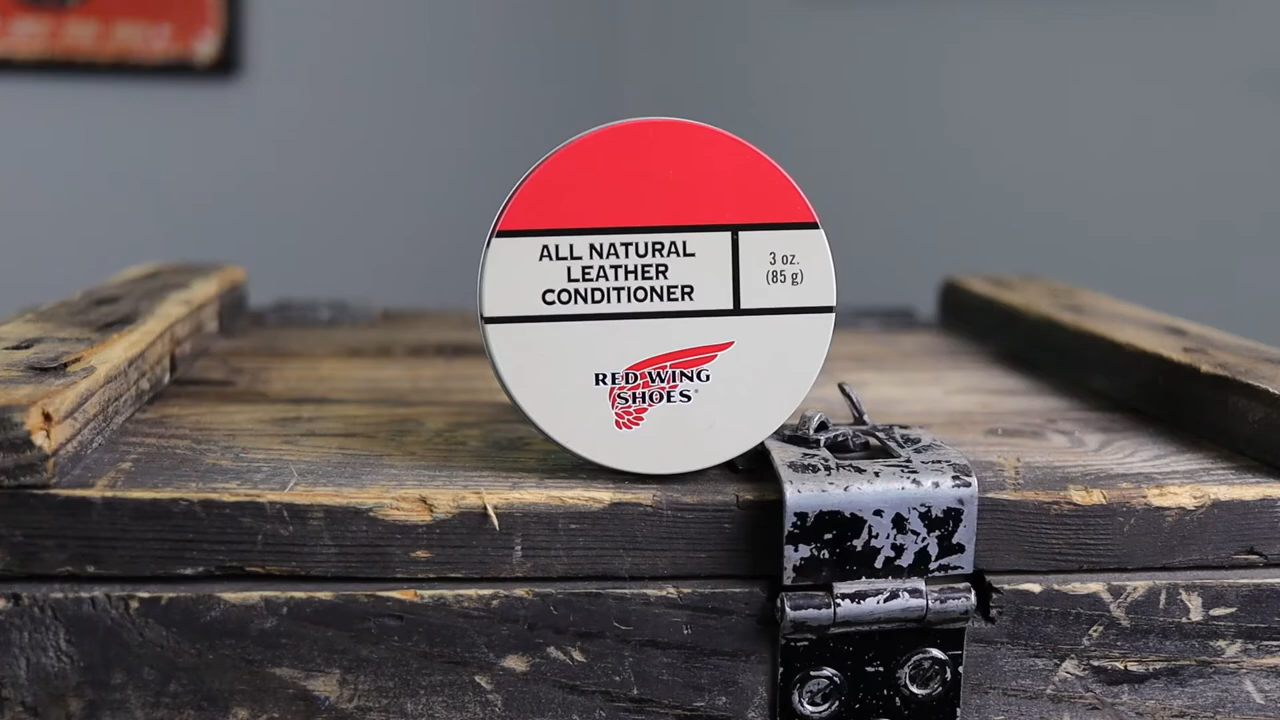 ALL NATURAL
LEATHER
CONDITIONER
3 oz.
(85 g)
RED WING
SHOES®